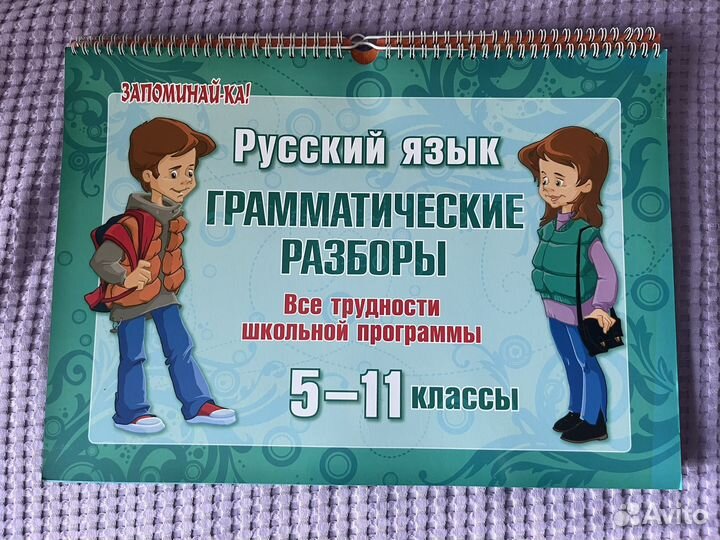 ЗАПОМИНАЙ-КА!
Русский язык
ГРАММАТИЧЕСКИЕ
РАЗБОРЫ
Все трудности
школьной программы
5–11 классы
Avito